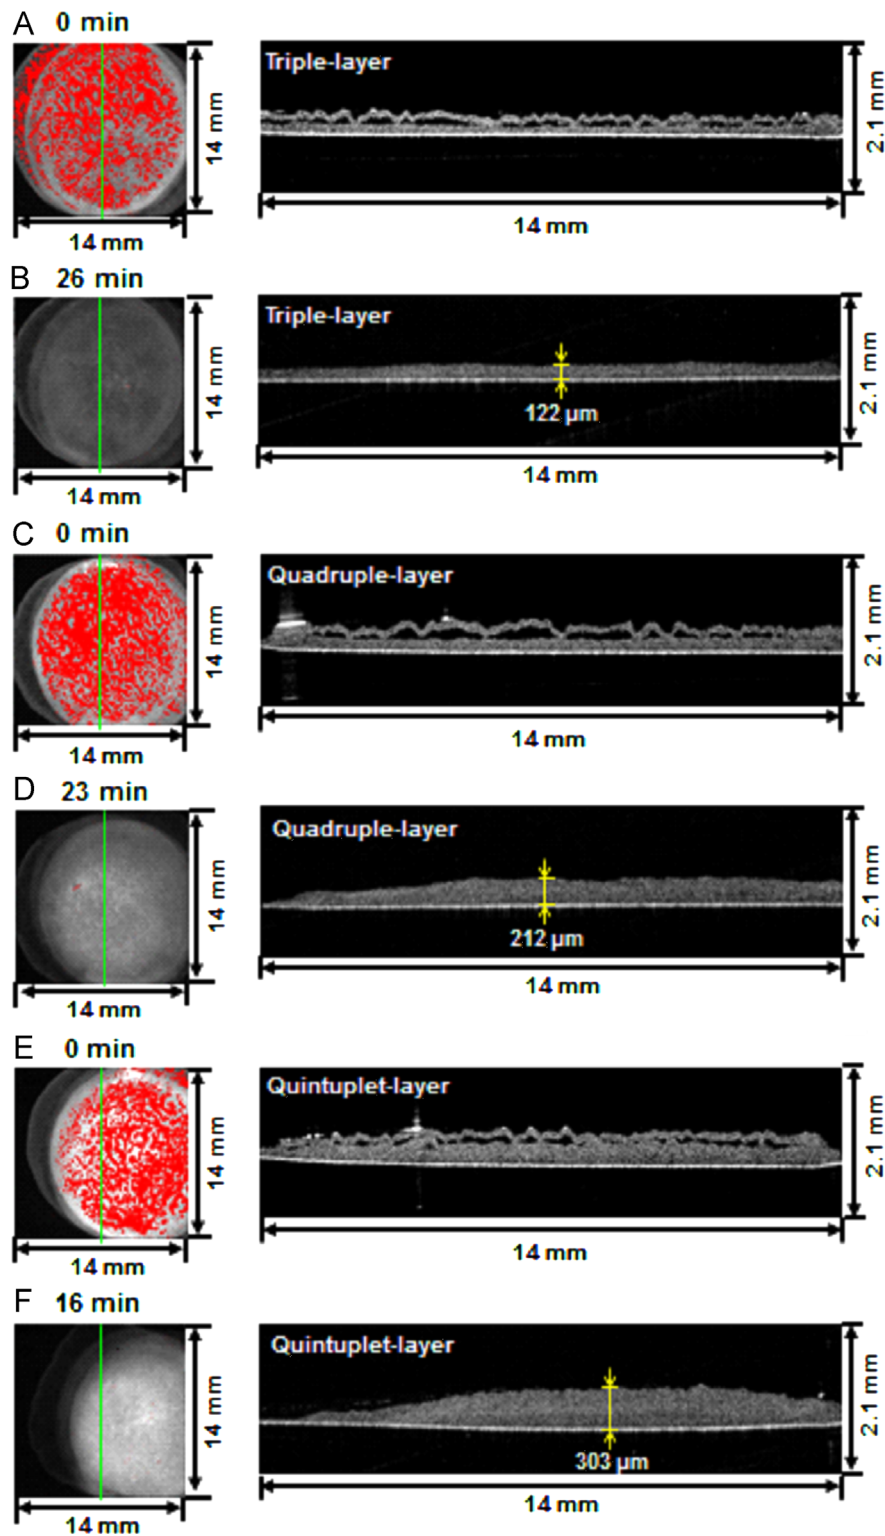 A 0 min
Triple-layer
14 mm
2.1 mm
14 mm
14 mm
B 26 min
Triple-layer
14 mm
122 µm
2.1 mm
14 mm
14 mm
C 0 min
Quadruple-layer
14 mm
2.1 mm
14 mm
14 mm
D 23 min
Quadruple-layer
14 mm
212 µm
2.1 mm
14 mm
14 mm
E 0 min
Quintuplet-layer
14 mm
2.1 mm
14 mm
14 mm
F 16 min
Quintuplet-layer
14 mm
303 µm
2.1 mm
14 mm
14 mm